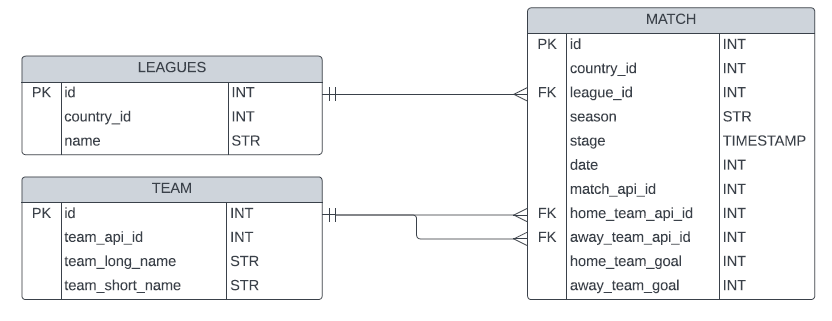 LEAGUES
PK id INT
country_id INT
name STR
TEAM
PK id INT
team_api_id INT
team_long_name STR
team_short_name STR
MATCH
PK id INT
country_id INT
FK league_id INT
season STR
stage TIMESTAMP
date INT
match_api_id INT
FK home_team_api_id INT
FK away_team_api_id INT
home_team_goal INT
away_team_goal INT